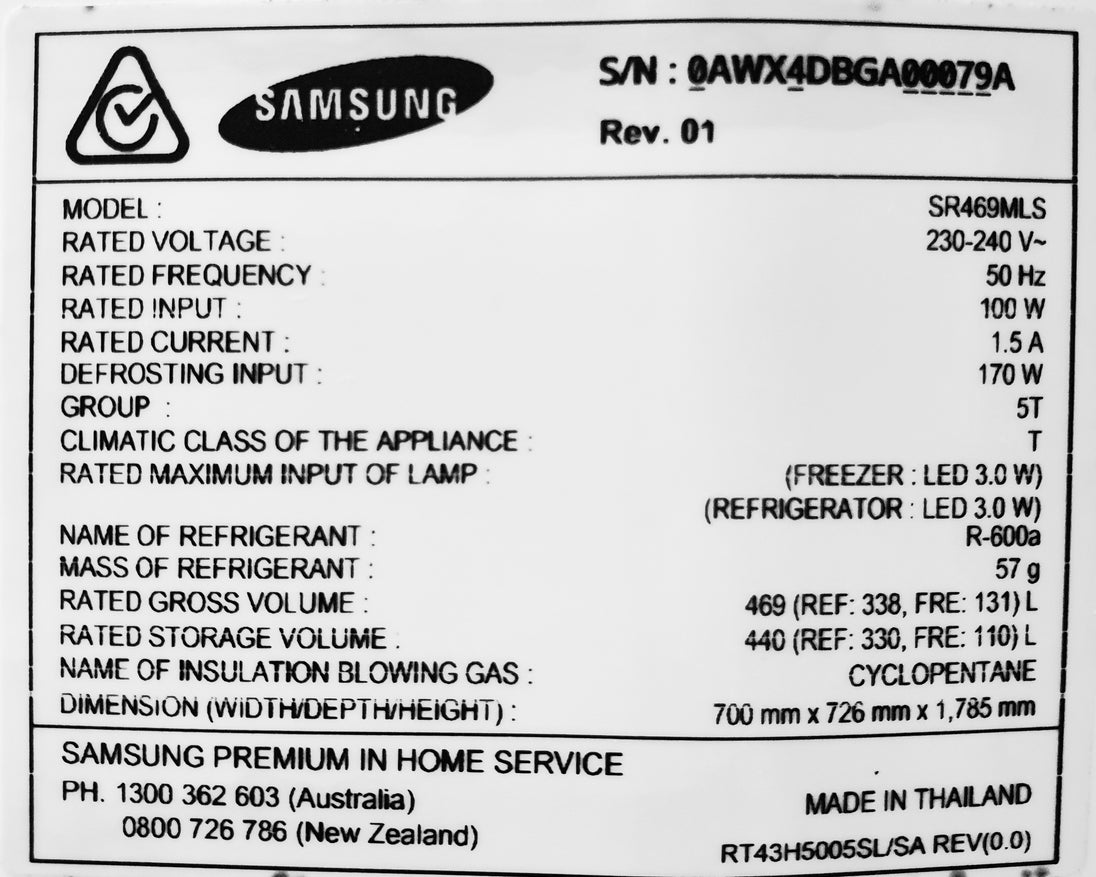 SAMSUNG
S/N : 0AWX4DBGA00079A
Rev. 01
MODEL : SR469MLS
RATED VOLTAGE : 230-240 V~
RATED FREQUENCY : 50 Hz
RATED INPUT : 100 W
RATED CURRENT : 1.5 A
DEFROSTING INPUT : 170 W
GROUP : 5T
CLIMATIC CLASS OF THE APPLIANCE : T
RATED MAXIMUM INPUT OF LAMP : (FREEZER : LED 3.0 W)
(REFRIGERATOR : LED 3.0 W)
NAME OF REFRIGERANT : R-600a
MASS OF REFRIGERANT : 57 g
RATED GROSS VOLUME : 469 (REF: 338, FRE: 131) L
RATED STORAGE VOLUME : 440 (REF: 330, FRE: 110) L
NAME OF INSULATION BLOWING GAS : CYCLOPENTANE
DIMENSION (WIDTH/DEPTH/HEIGHT) : 700 mm x 726 mm x 1,785 mm
SAMSUNG PREMIUM IN HOME SERVICE
PH. 1300 362 603 (Australia)
0800 726 786 (New Zealand)
MADE IN THAILAND
RT43H5005SL/SA REV(0.0)